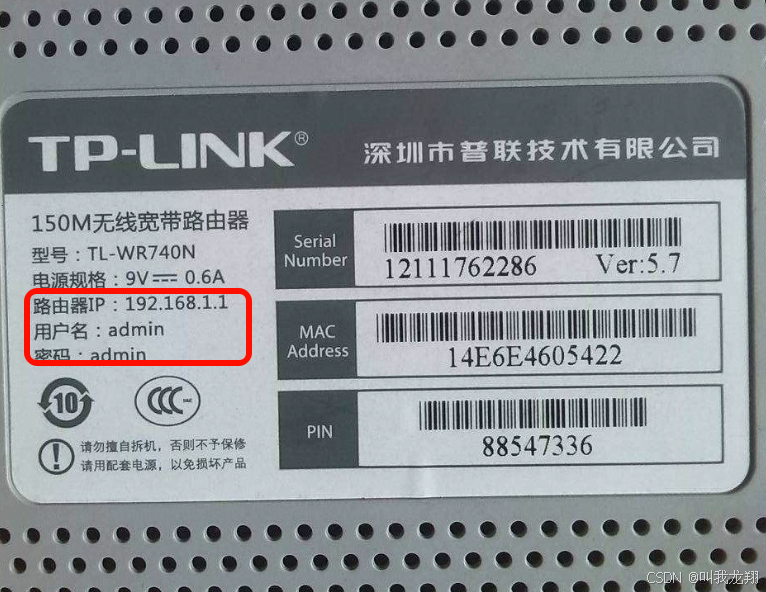 TP-LINK®
深圳市普联技术有限公司
150M无线宽带路由器
型号：TL-WR740N
电源规格：9V⎓0.6A
路由器IP：192.168.1.1
用户名：admin
密码：admin
10
CCC
请勿擅自拆机，否则不予保修
请用配套电源，以免损坏产品
Serial Number
12111762286 Ver:5.7
MAC Address
14E6E4605422
PIN
88547336
CSDN @叫我龙翔